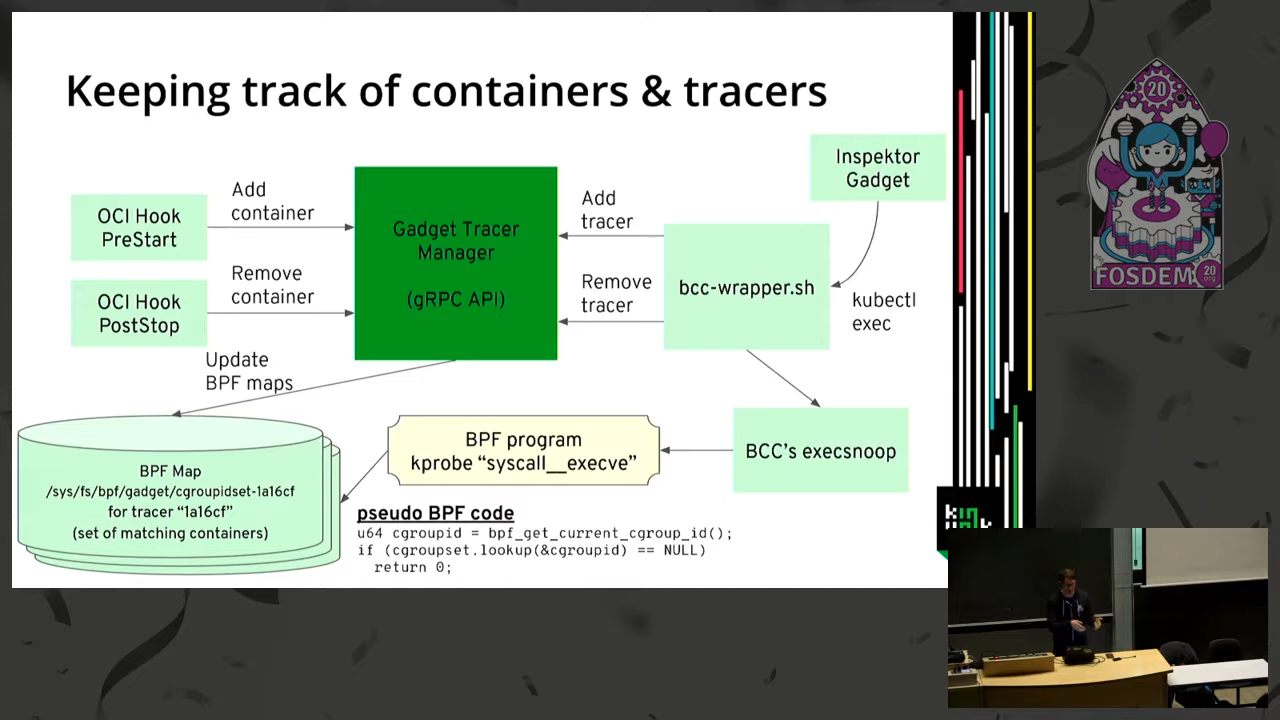 Keeping track of containers & tracers
Inspektor
Gadget
OCI Hook
PreStart
Add
container
Gadget Tracer
Manager
(gRPC API)
Add
tracer
bcc-wrapper.sh
kubectl
exec
OCI Hook
PostStop
Remove
container
Remove
tracer
Update
BPF maps
BPF Map
/sys/fs/bpf/gadget/cgroupidset-1a16cf
for tracer "1a16cf"
(set of matching containers)
BPF program
kprobe "syscall__execve"
BCC's execsnoop
pseudo BPF code
u64 cgroupid = bpf_get_current_cgroup_id();
if (cgroupset.lookup(&cgroupid) == NULL)
return 0;
20
FOSDEM
20
.org